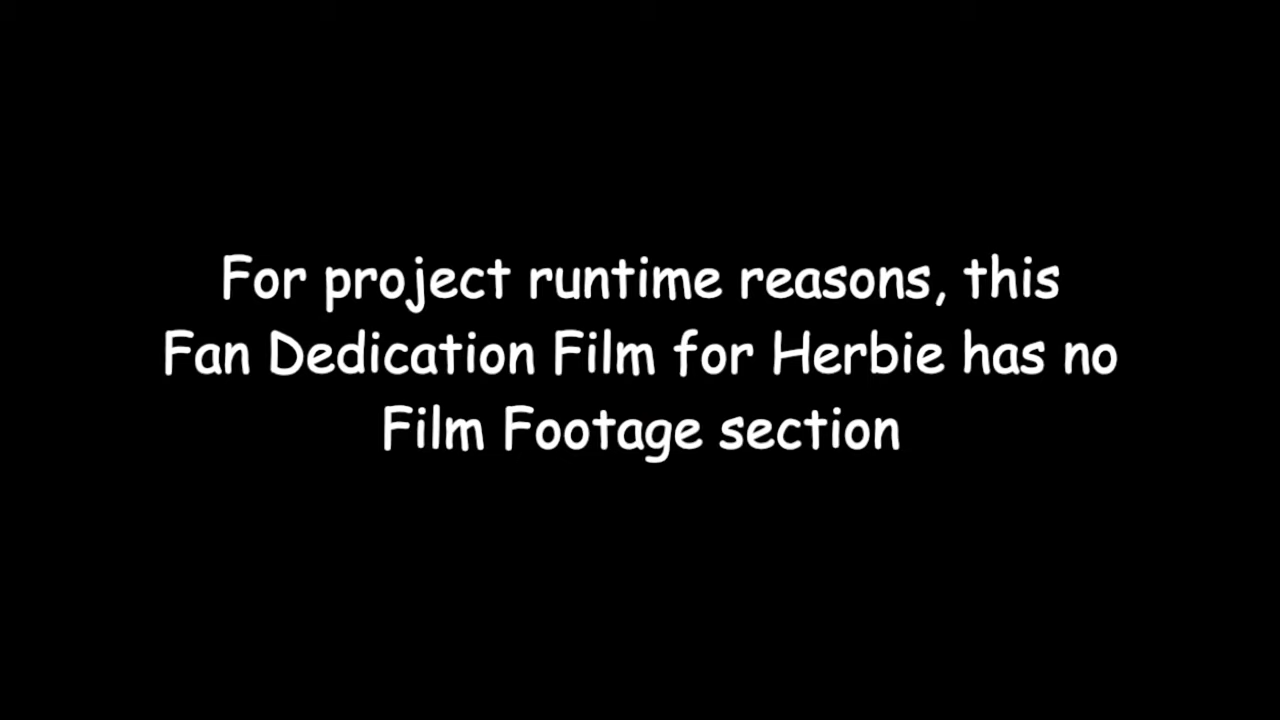 For project runtime reasons, this
Fan Dedication Film for Herbie has no
Film Footage section